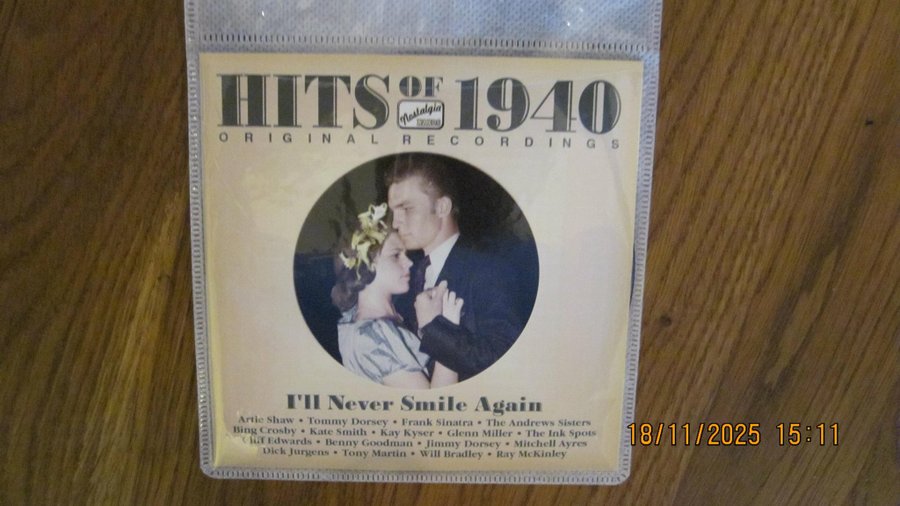 HITS OF 1940
Nostalgia
NAXOS
ORIGINAL RECORDINGS
I'll Never Smile Again
Artie Shaw • Tommy Dorsey • Frank Sinatra • The Andrews Sisters
Bing Crosby • Kate Smith • Kay Kyser • Glenn Miller • The Ink Spots
Cliff Edwards • Benny Goodman • Jimmy Dorsey • Mitchell Ayres
Dick Jurgens • Tony Martin • Will Bradley • Ray McKinley
18/11/2025 15:11